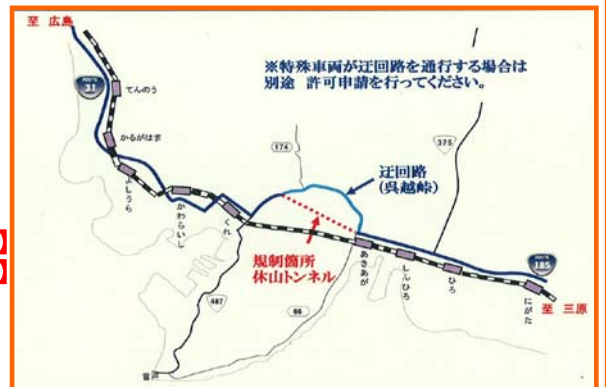 至 広島
※特殊車両が迂回路を通行する場合は
別途 許可申請を行ってください。
ROUTE
31
てんのう
かるがはま
よしうら
かわらいし
くれ
174
375
迂回路
(呉越峠)
規制箇所
休山トンネル
あきあが
しんひろ
ひろ
にがた
ROUTE
185
至 三原
487
66
音戸